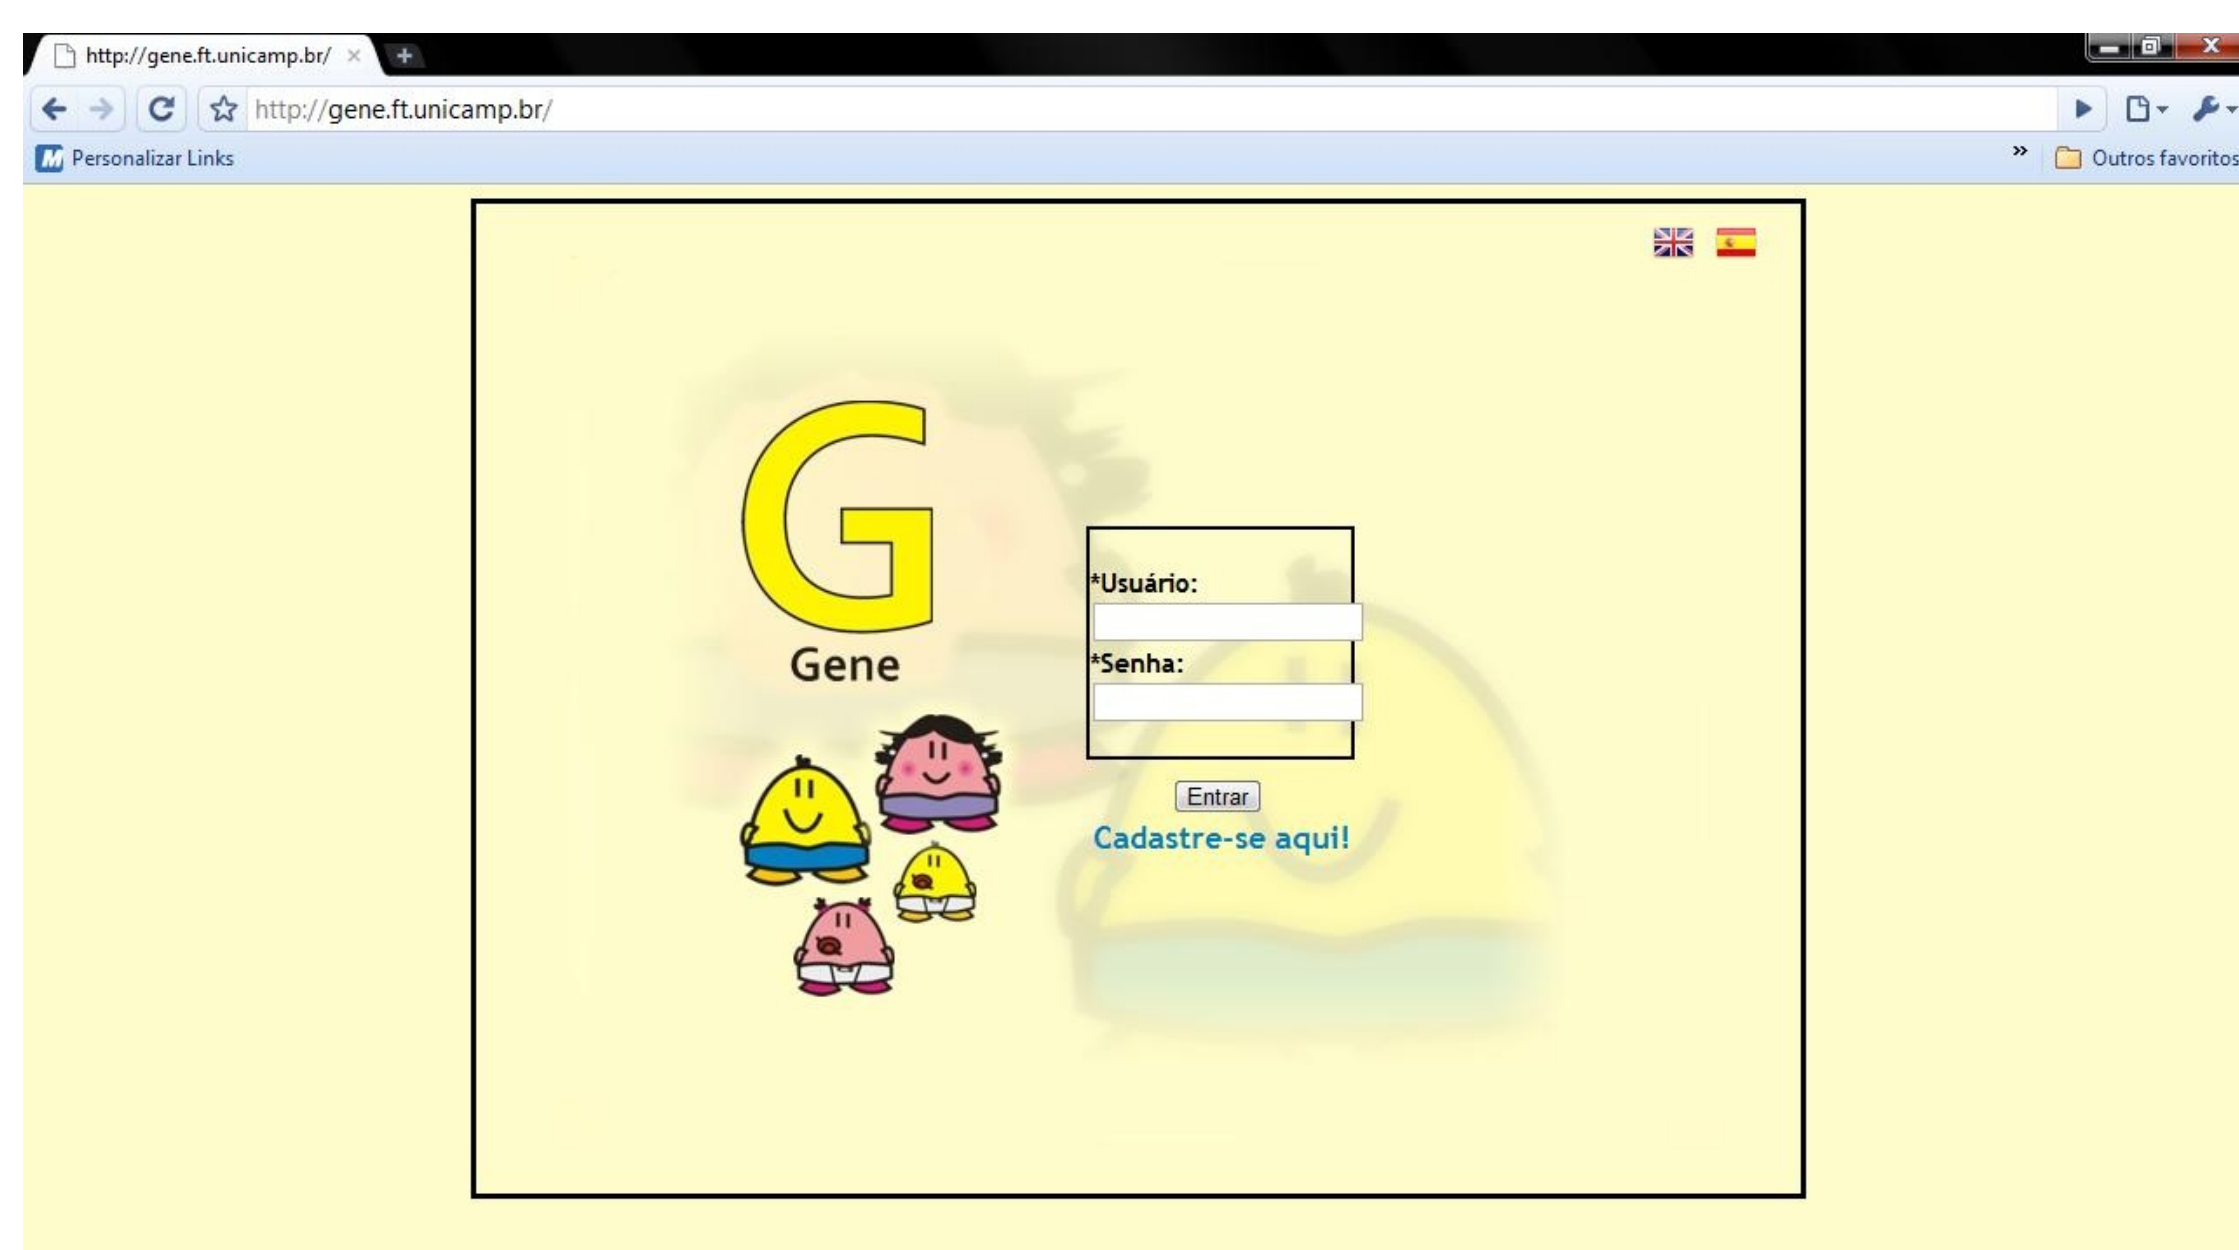 http://gene.ft.unicamp.br/
http://gene.ft.unicamp.br/
Personalizar Links
» Outros favoritos
G
Gene
*Usuário:
*Senha:
Entrar
Cadastre-se aqui!